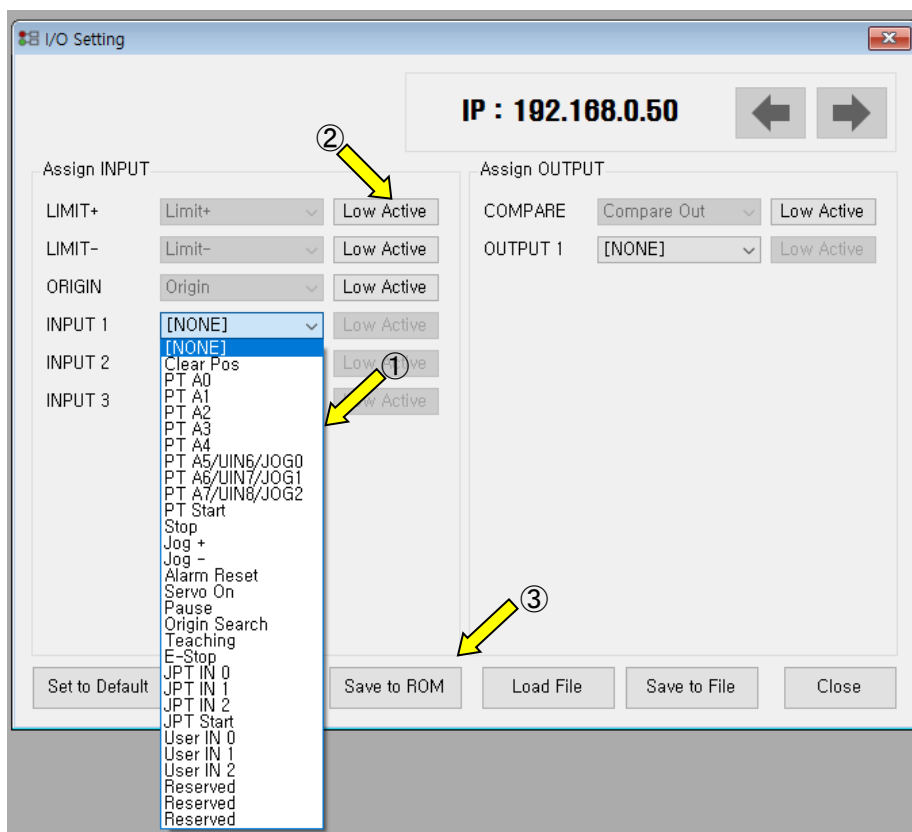 I/O Setting
IP : 192.168.0.50
②
Assign INPUT
LIMIT+ Limit+ Low Active
LIMIT- Limit- Low Active
ORIGIN Origin Low Active
INPUT 1 [NONE] Low Active
INPUT 2 Low Active
INPUT 3 Low Active
①
[NONE]
Clear Pos
PT A0
PT A1
PT A2
PT A3
PT A4
PT A5/UIN6/JOG0
PT A6/UIN7/JOG1
PT A7/UIN8/JOG2
PT Start
Stop
Jog +
Jog -
Alarm Reset
Servo On
Pause
Origin Search
Teaching
E-Stop
JPT IN 0
JPT IN 1
JPT IN 2
JPT Start
User IN 0
User IN 1
User IN 2
Reserved
Reserved
Reserved
Assign OUTPUT
COMPARE Compare Out Low Active
OUTPUT 1 [NONE] Low Active
③
Set to Default Save to ROM Load File Save to File Close